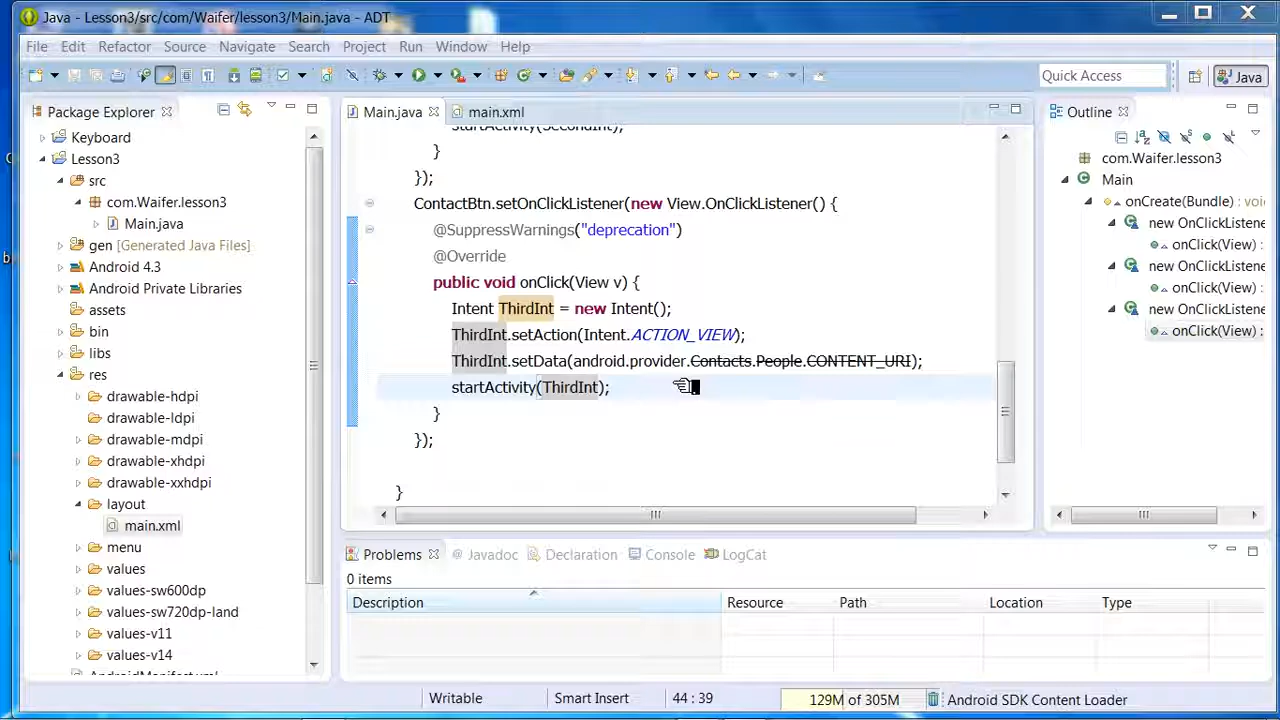 Java - Lesson3/src/com/Waifer/lesson3/Main.java - ADT
File Edit Refactor Source Navigate Search Project Run Window Help
Quick Access
Java
Package Explorer
Keyboard
Lesson3
src
com.Waifer.lesson3
Main.java
gen [Generated Java Files]
Android 4.3
Android Private Libraries
assets
bin
libs
res
drawable-hdpi
drawable-ldpi
drawable-mdpi
drawable-xhdpi
drawable-xxhdpi
layout
main.xml
menu
values
values-sw600dp
values-sw720dp-land
values-v11
values-v14
AndroidManifest.xml
Main.java
main.xml
startActivity(SecondInt);
}
});
ContactBtn.setOnClickListener(new View.OnClickListener() {
@SuppressWarnings("deprecation")
@Override
public void onClick(View v) {
Intent ThirdInt = new Intent();
ThirdInt.setAction(Intent.ACTION_VIEW);
ThirdInt.setData(android.provider.Contacts.People.CONTENT_URI);
startActivity(ThirdInt);
}
});
}
Outline
com.Waifer.lesson3
Main
onCreate(Bundle) : voi
new OnClickListene
onClick(View) :
new OnClickListene
onClick(View) :
new OnClickListene
onClick(View) :
Problems @ Javadoc Declaration Console LogCat
0 items
Description Resource Path Location Type
Writable Smart Insert 44 : 39 129M of 305M Android SDK Content Loader